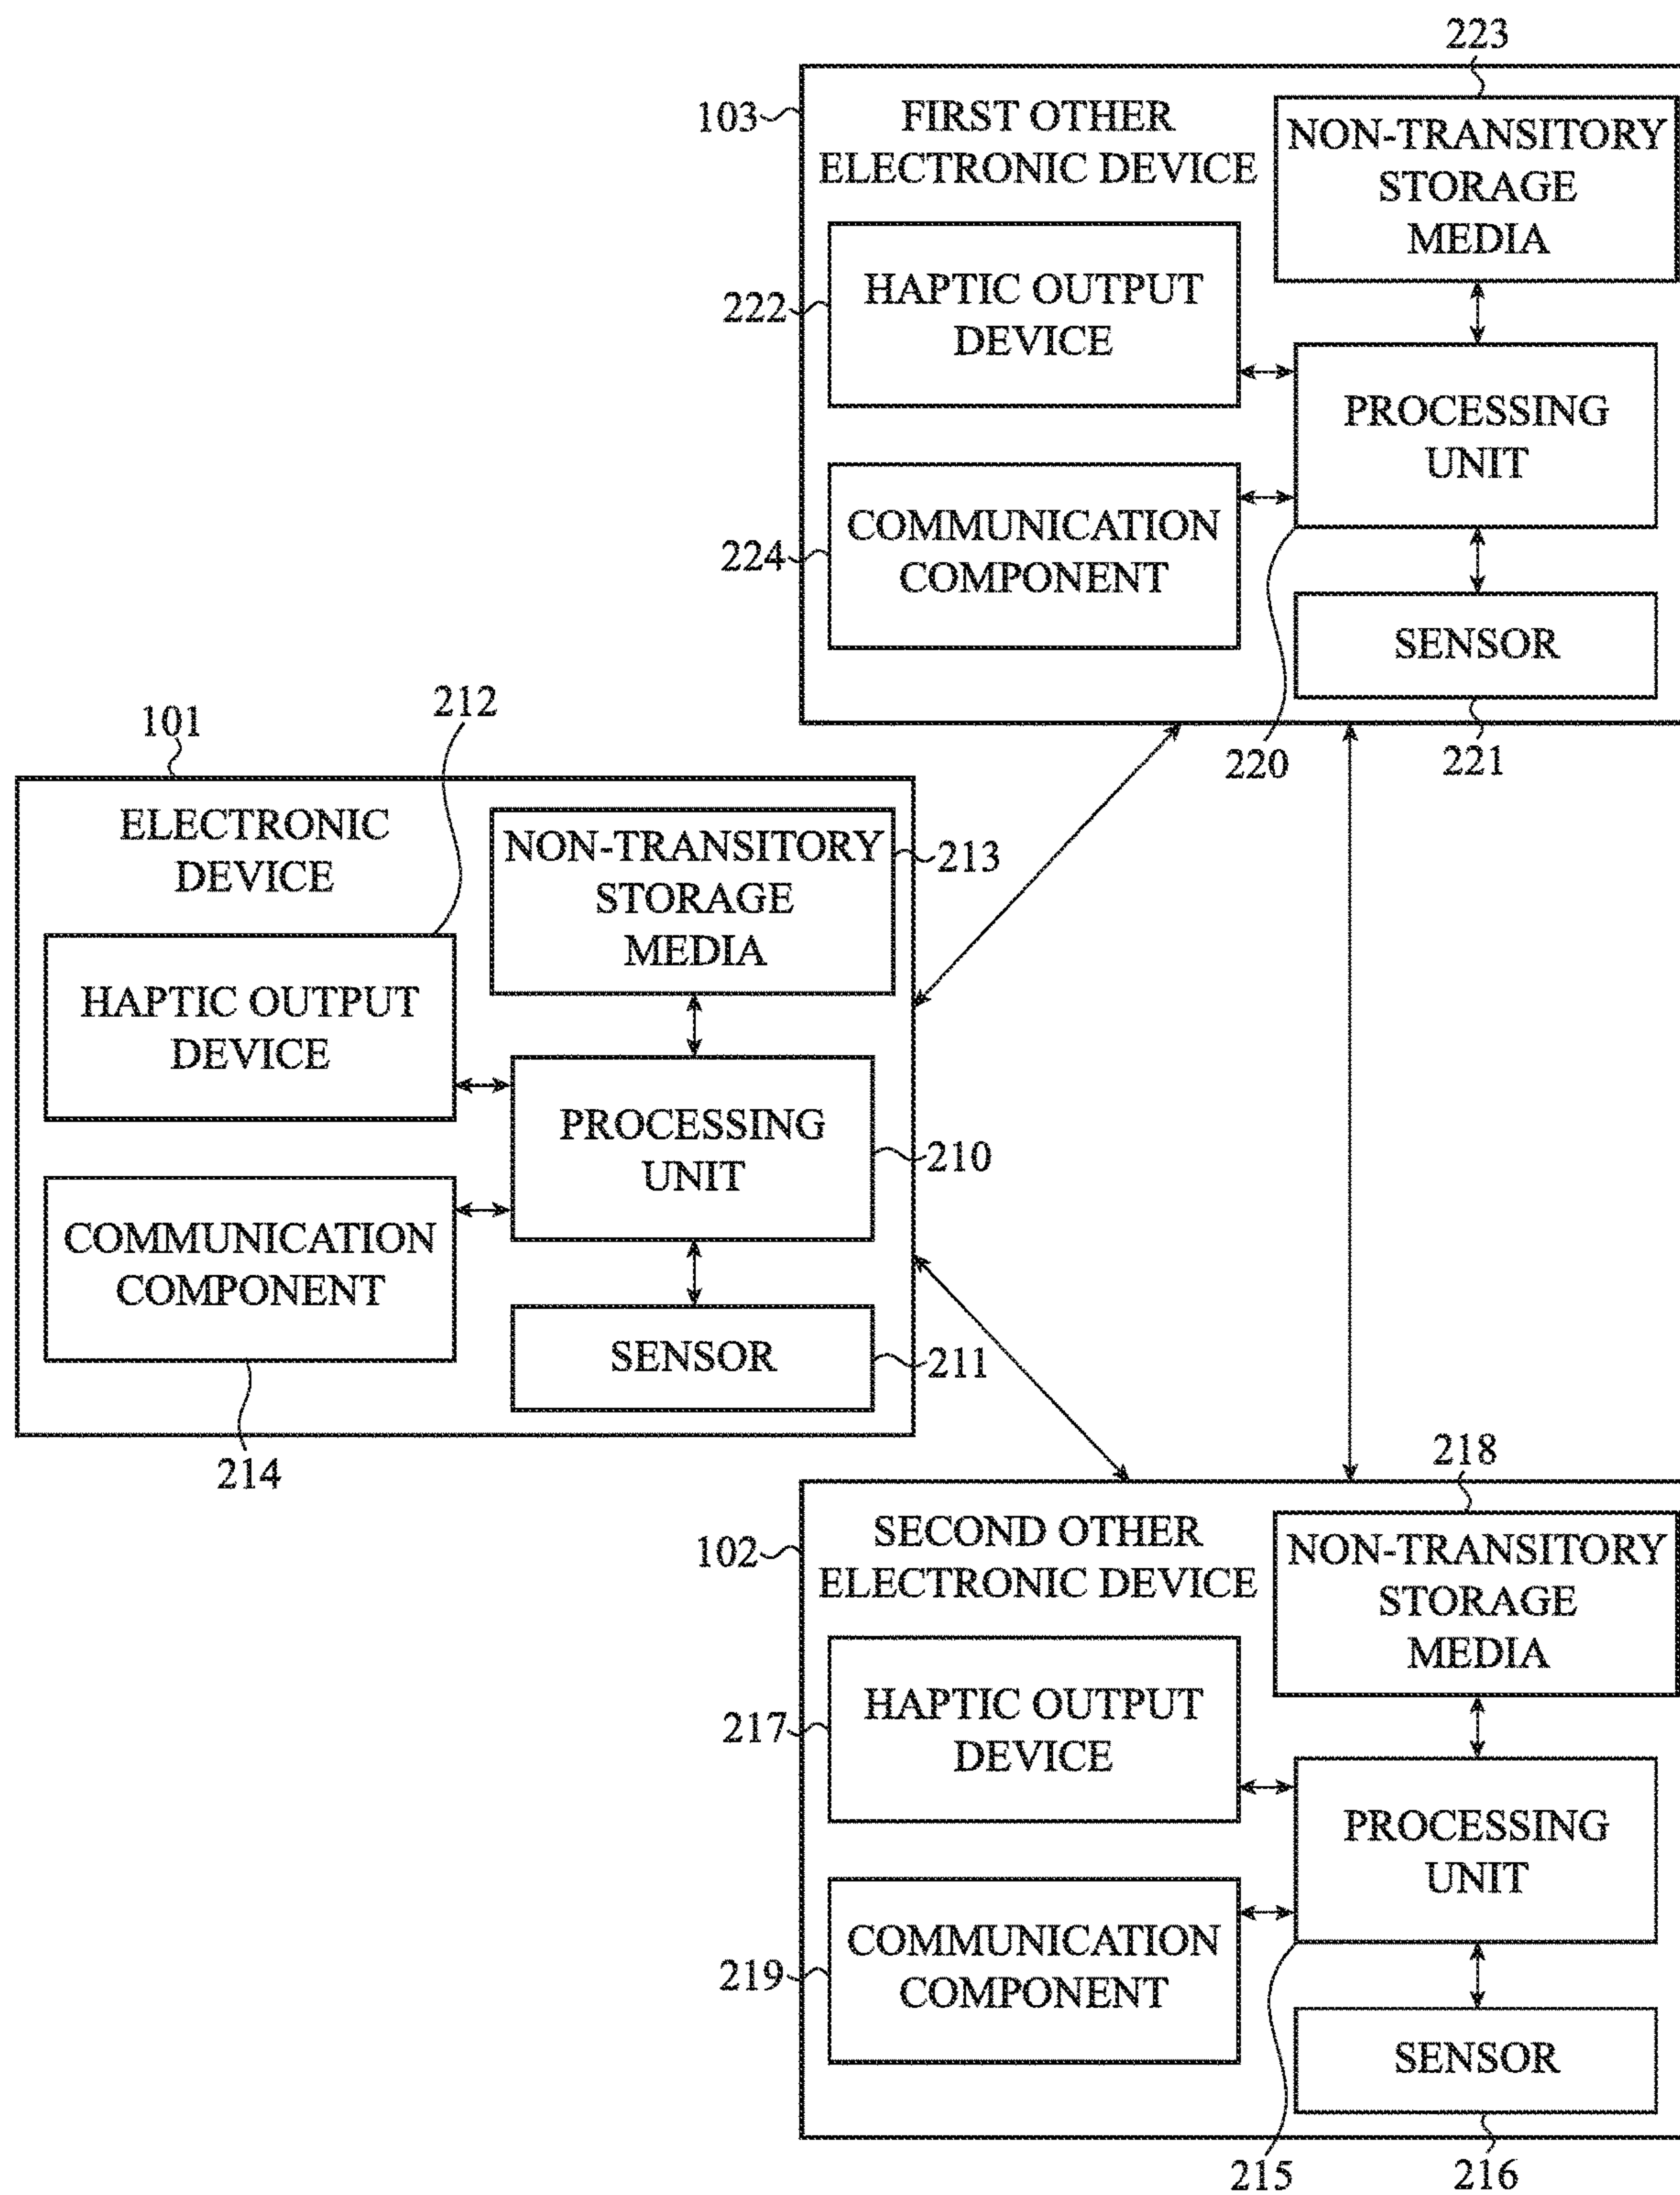 223
103
FIRST OTHER
ELECTRONIC DEVICE
NON-TRANSITORY
STORAGE
MEDIA
222
HAPTIC OUTPUT
DEVICE
PROCESSING
UNIT
224
COMMUNICATION
COMPONENT
SENSOR
220
221
101
212
ELECTRONIC
DEVICE
NON-TRANSITORY
STORAGE
MEDIA
213
HAPTIC OUTPUT
DEVICE
PROCESSING
UNIT
210
COMMUNICATION
COMPONENT
SENSOR
211
214
218
102
SECOND OTHER
ELECTRONIC DEVICE
NON-TRANSITORY
STORAGE
MEDIA
217
HAPTIC OUTPUT
DEVICE
PROCESSING
UNIT
219
COMMUNICATION
COMPONENT
SENSOR
215
216